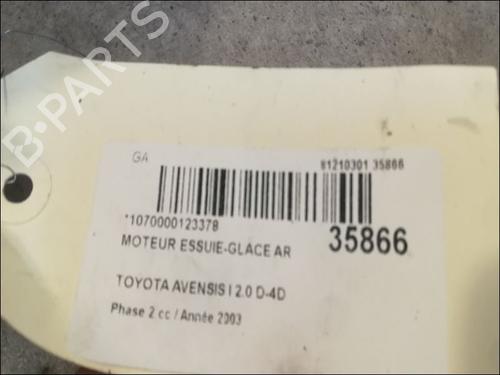 B-PARTS
GA
81210301 35866
*1070000123378
35866
MOTEUR ESSUIE-GLACE AR
TOYOTA AVENSIS I 2.0 D-4D
Phase 2 cc / Année 2003